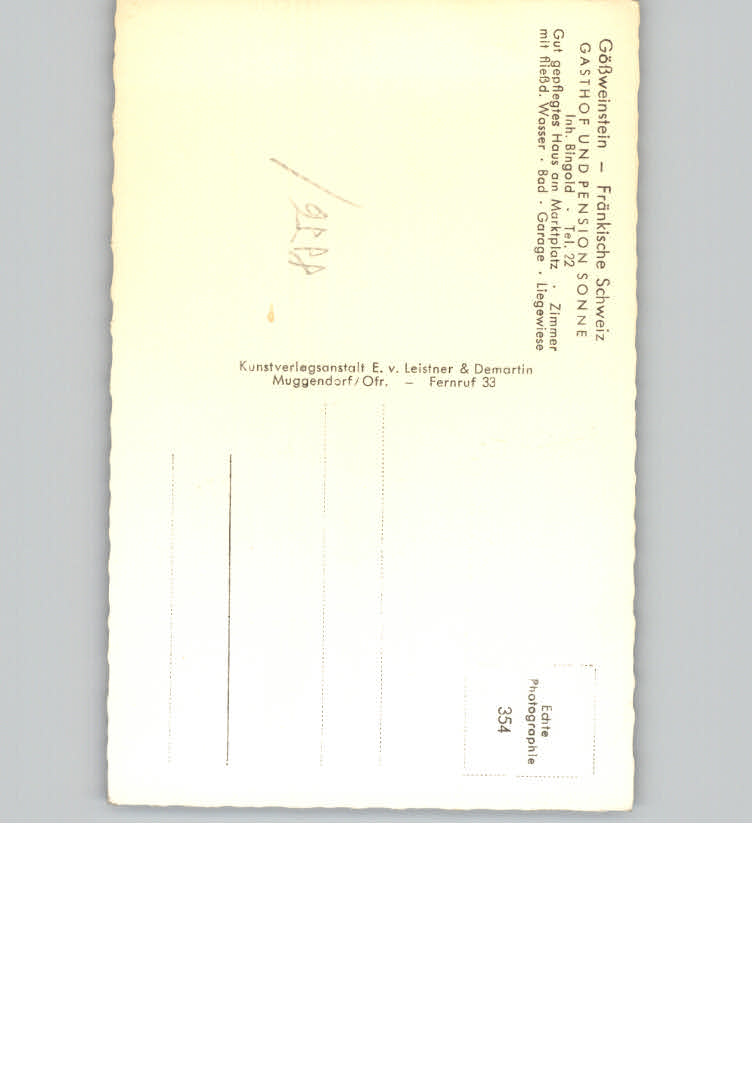 Gößweinstein – Fränkische Schweiz
GASTHOF UND PENSION SONNE
Inh. Bingold · Tel. 22
Gut gepflegtes Haus am Marktplatz · Zimmer
mit fließd. Wasser · Bad · Garage · Liegewiese
Kunstverlagsanstalt E. v. Leistner & Demartin
Muggendorf/Ofr. – Fernruf 33
Echte
Photographie
354